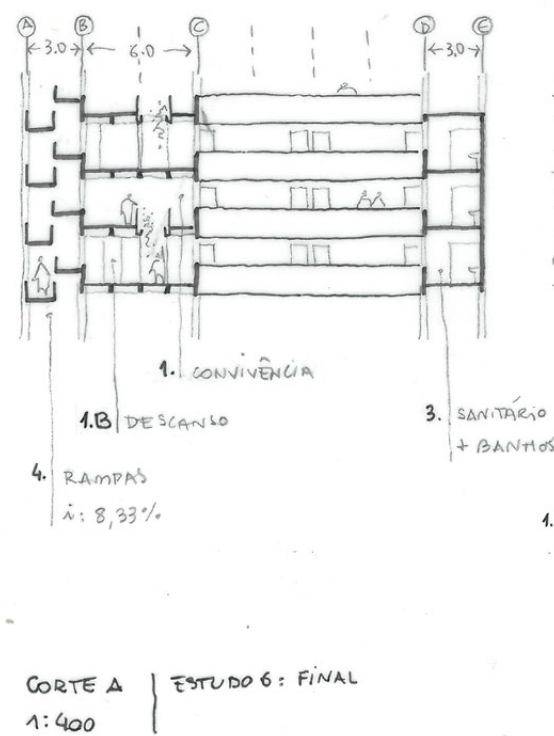 A B C D E
3.0 6.0 3.0
1. CONVIVÊNCIA
1.B DESCANSO
3. SANITÁRIO
+ BANHOS
4. RAMPAS
i: 8,33%
1.
CORTE A | ESTUDO 6: FINAL
1:400